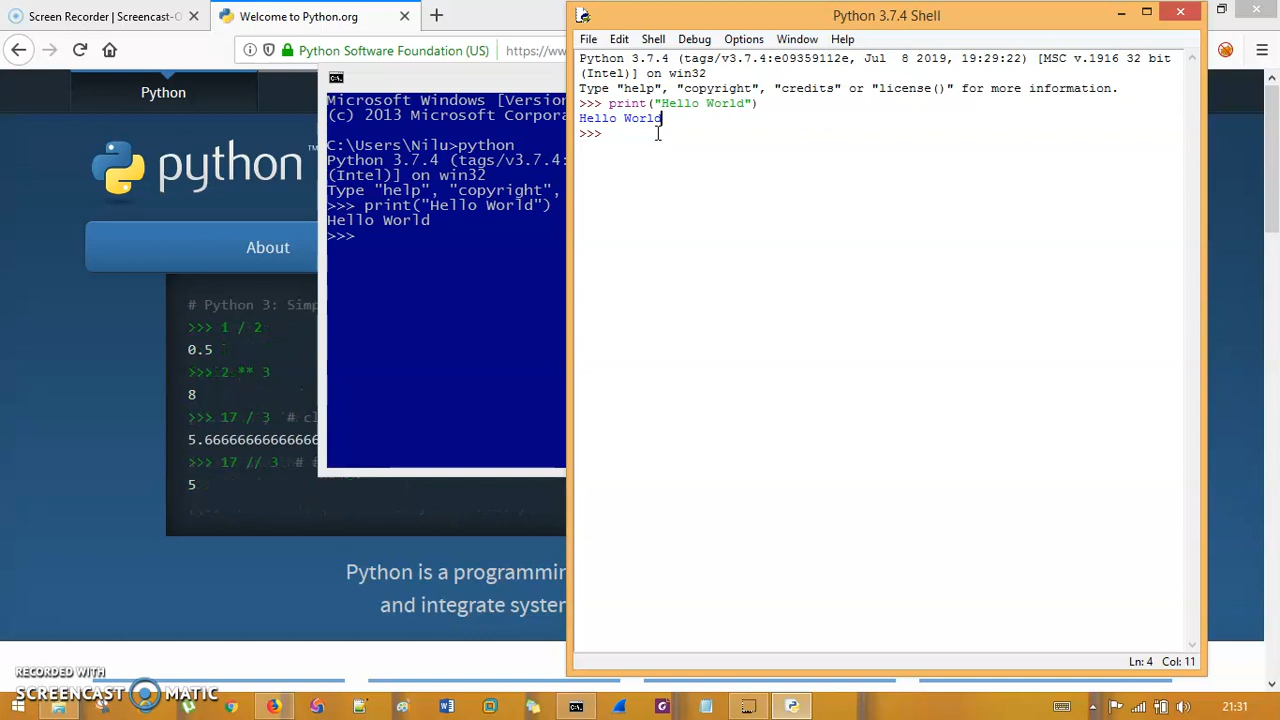 Screen Recorder | Screencast-O
Welcome to Python.org
Python Software Foundation (US)
https://www.
Python
python™
About
# Python 3: Simp
>>> 1 / 2
0.5
>>> 2 ** 3
8
>>> 17 / 3 # cl
5.66666666666666
>>> 17 // 3 #
5
Python is a programmin
and integrate system
Microsoft Windows [Version
(c) 2013 Microsoft Corpora
C:\Users\Nilu>python
Python 3.7.4 (tags/v3.7.4:
(Intel)] on win32
Type "help", "copyright",
>>> print("Hello World")
Hello World
>>>
Python 3.7.4 Shell
File Edit Shell Debug Options Window Help
Python 3.7.4 (tags/v3.7.4:e09359112e, Jul  8 2019, 19:29:22) [MSC v.1916 32 bit
(Intel)] on win32
Type "help", "copyright", "credits" or "license()" for more information.
>>> print("Hello World")
Hello World
>>>
Ln: 4 Col: 11
RECORDED WITH
SCREENCAST MATIC
21:31